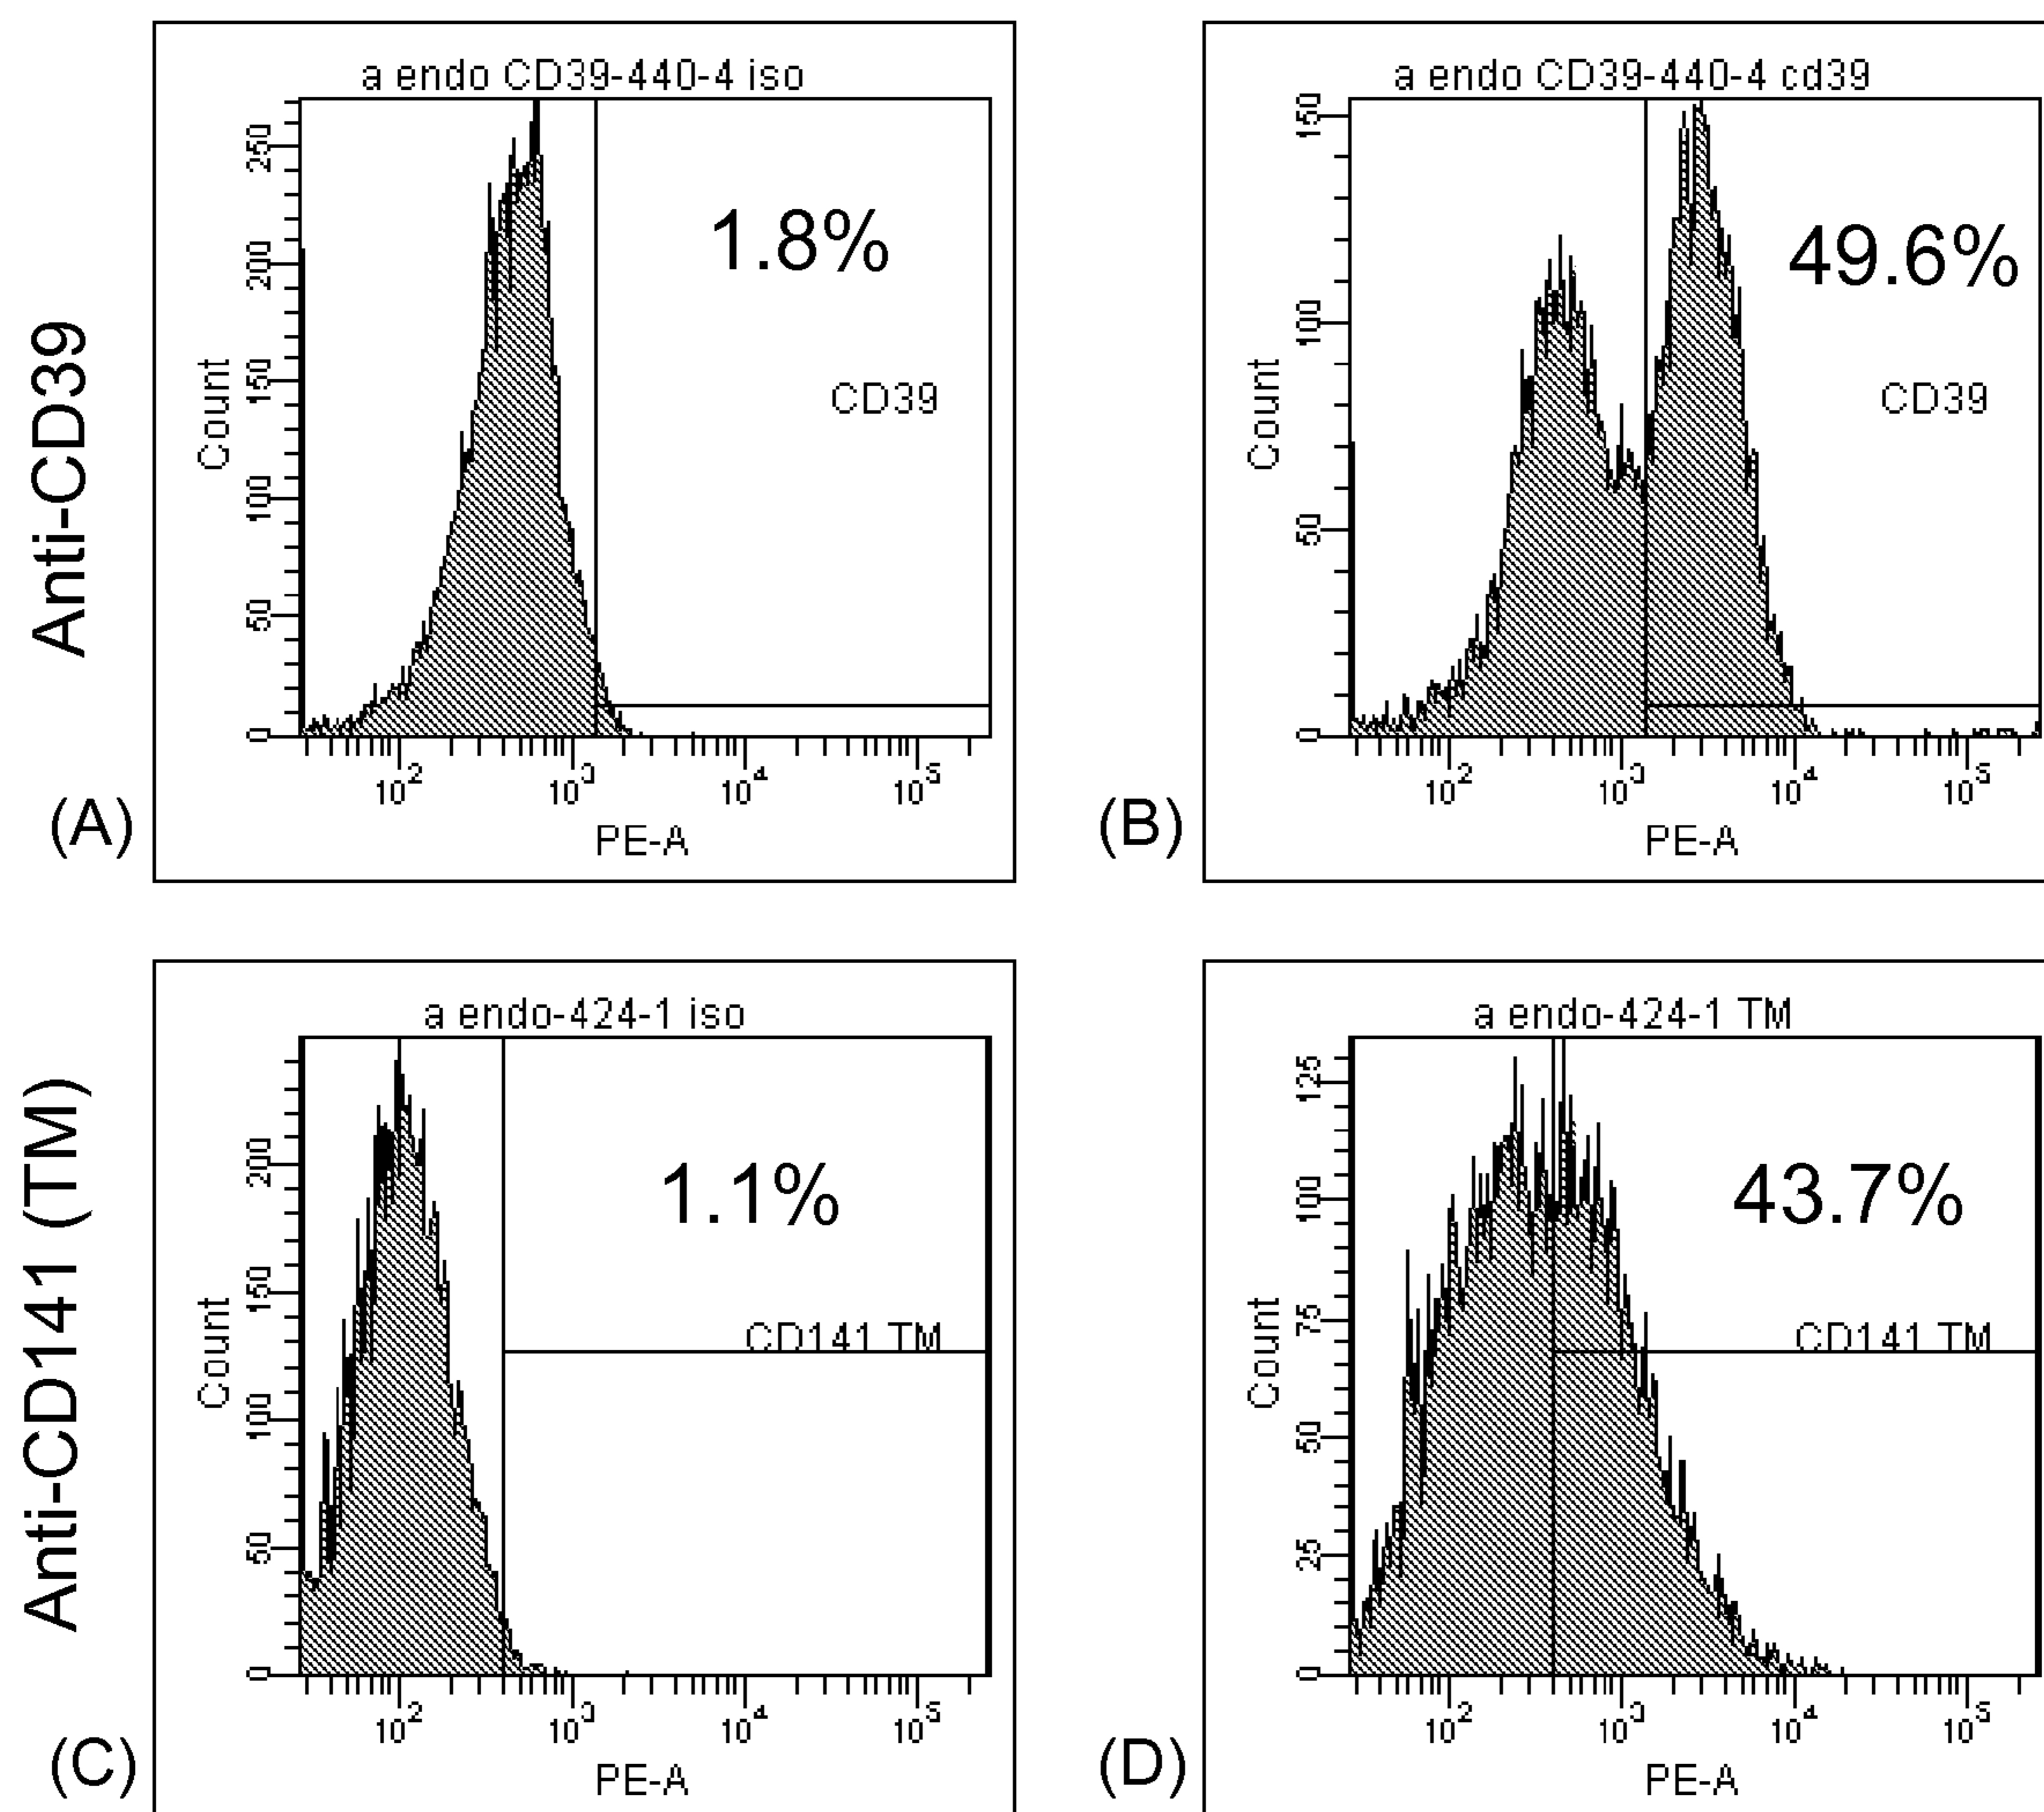 Anti-CD39
a endo CD39-440-4 iso
250
200
150
100
50
0
Count
1.8%
CD39
10² 10³ 10⁴ 10⁵
PE-A
(A)
a endo CD39-440-4 cd39
150
100
50
0
Count
49.6%
CD39
10² 10³ 10⁴ 10⁵
PE-A
(B)
Anti-CD141 (TM)
a endo-424-1 iso
200
150
100
50
0
Count
1.1%
CD141 TM
10² 10³ 10⁴ 10⁵
PE-A
(C)
a endo-424-1 TM
125
100
75
50
25
0
Count
43.7%
CD141 TM
10² 10³ 10⁴ 10⁵
PE-A
(D)